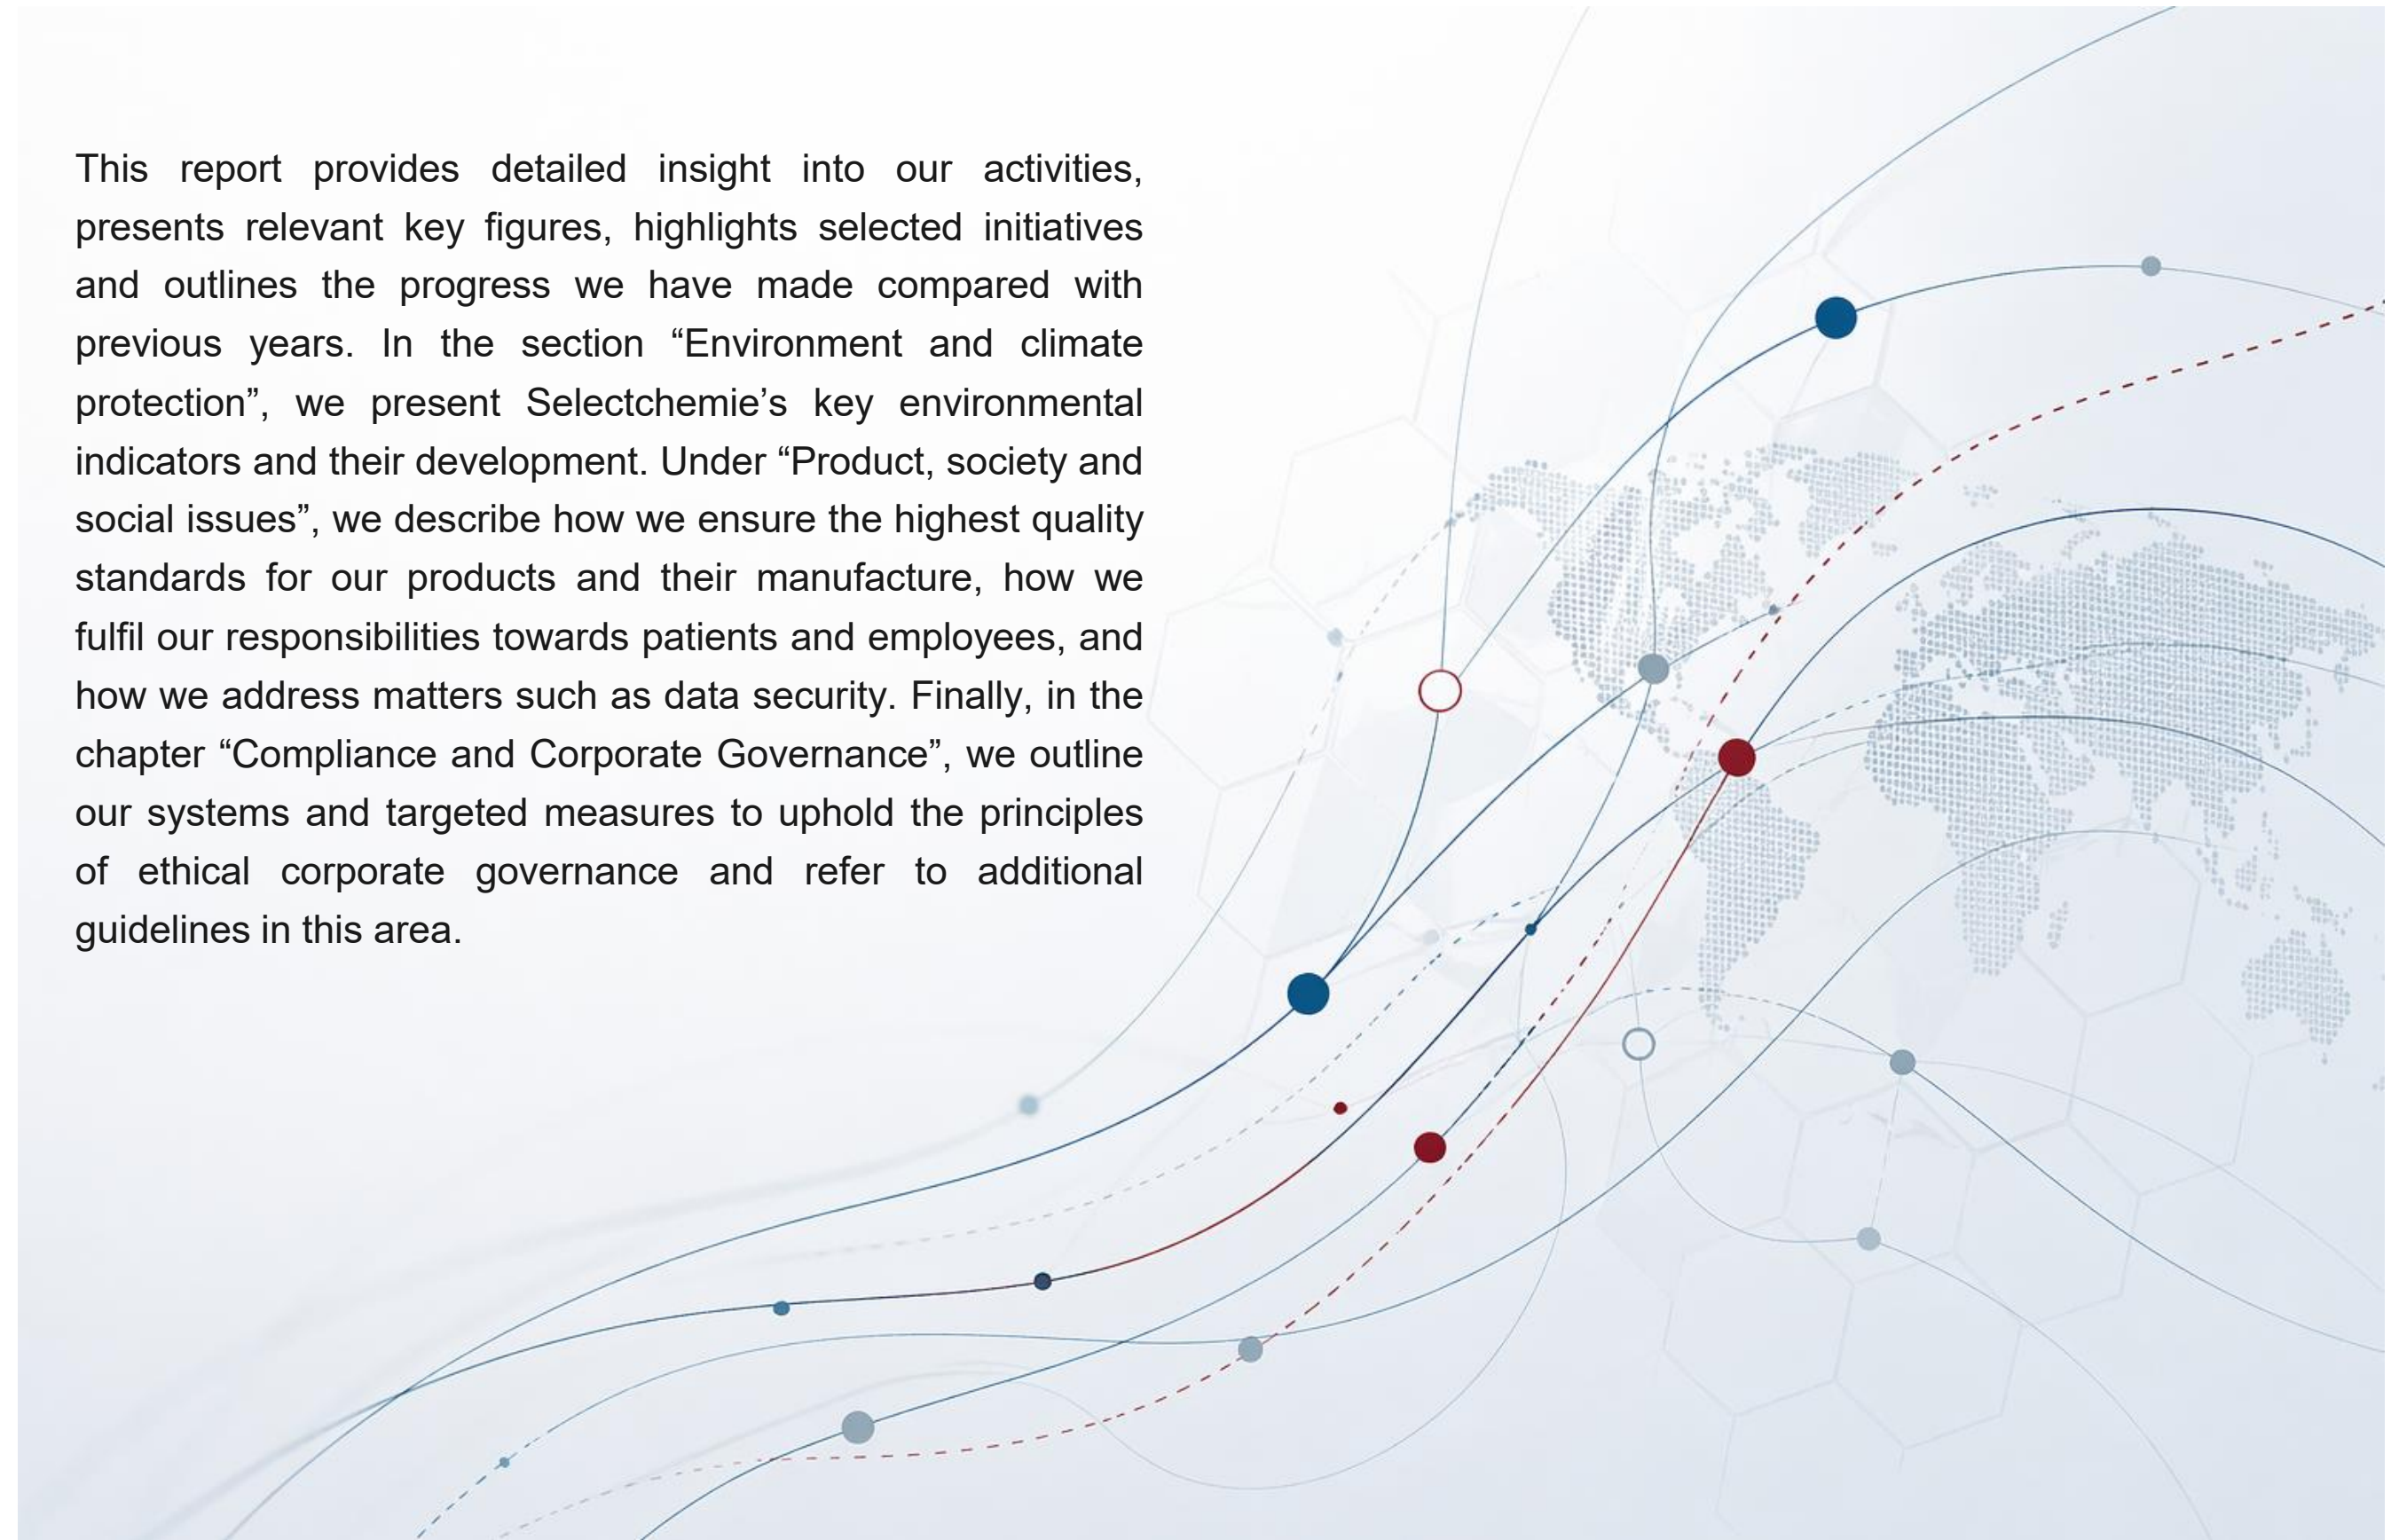 This report provides detailed insight into our activities,
presents relevant key figures, highlights selected initiatives
and outlines the progress we have made compared with
previous years. In the section “Environment and climate
protection”, we present Selectchemie’s key environmental
indicators and their development. Under “Product, society and
social issues”, we describe how we ensure the highest quality
standards for our products and their manufacture, how we
fulfil our responsibilities towards patients and employees, and
how we address matters such as data security. Finally, in the
chapter “Compliance and Corporate Governance”, we outline
our systems and targeted measures to uphold the principles
of ethical corporate governance and refer to additional
guidelines in this area.